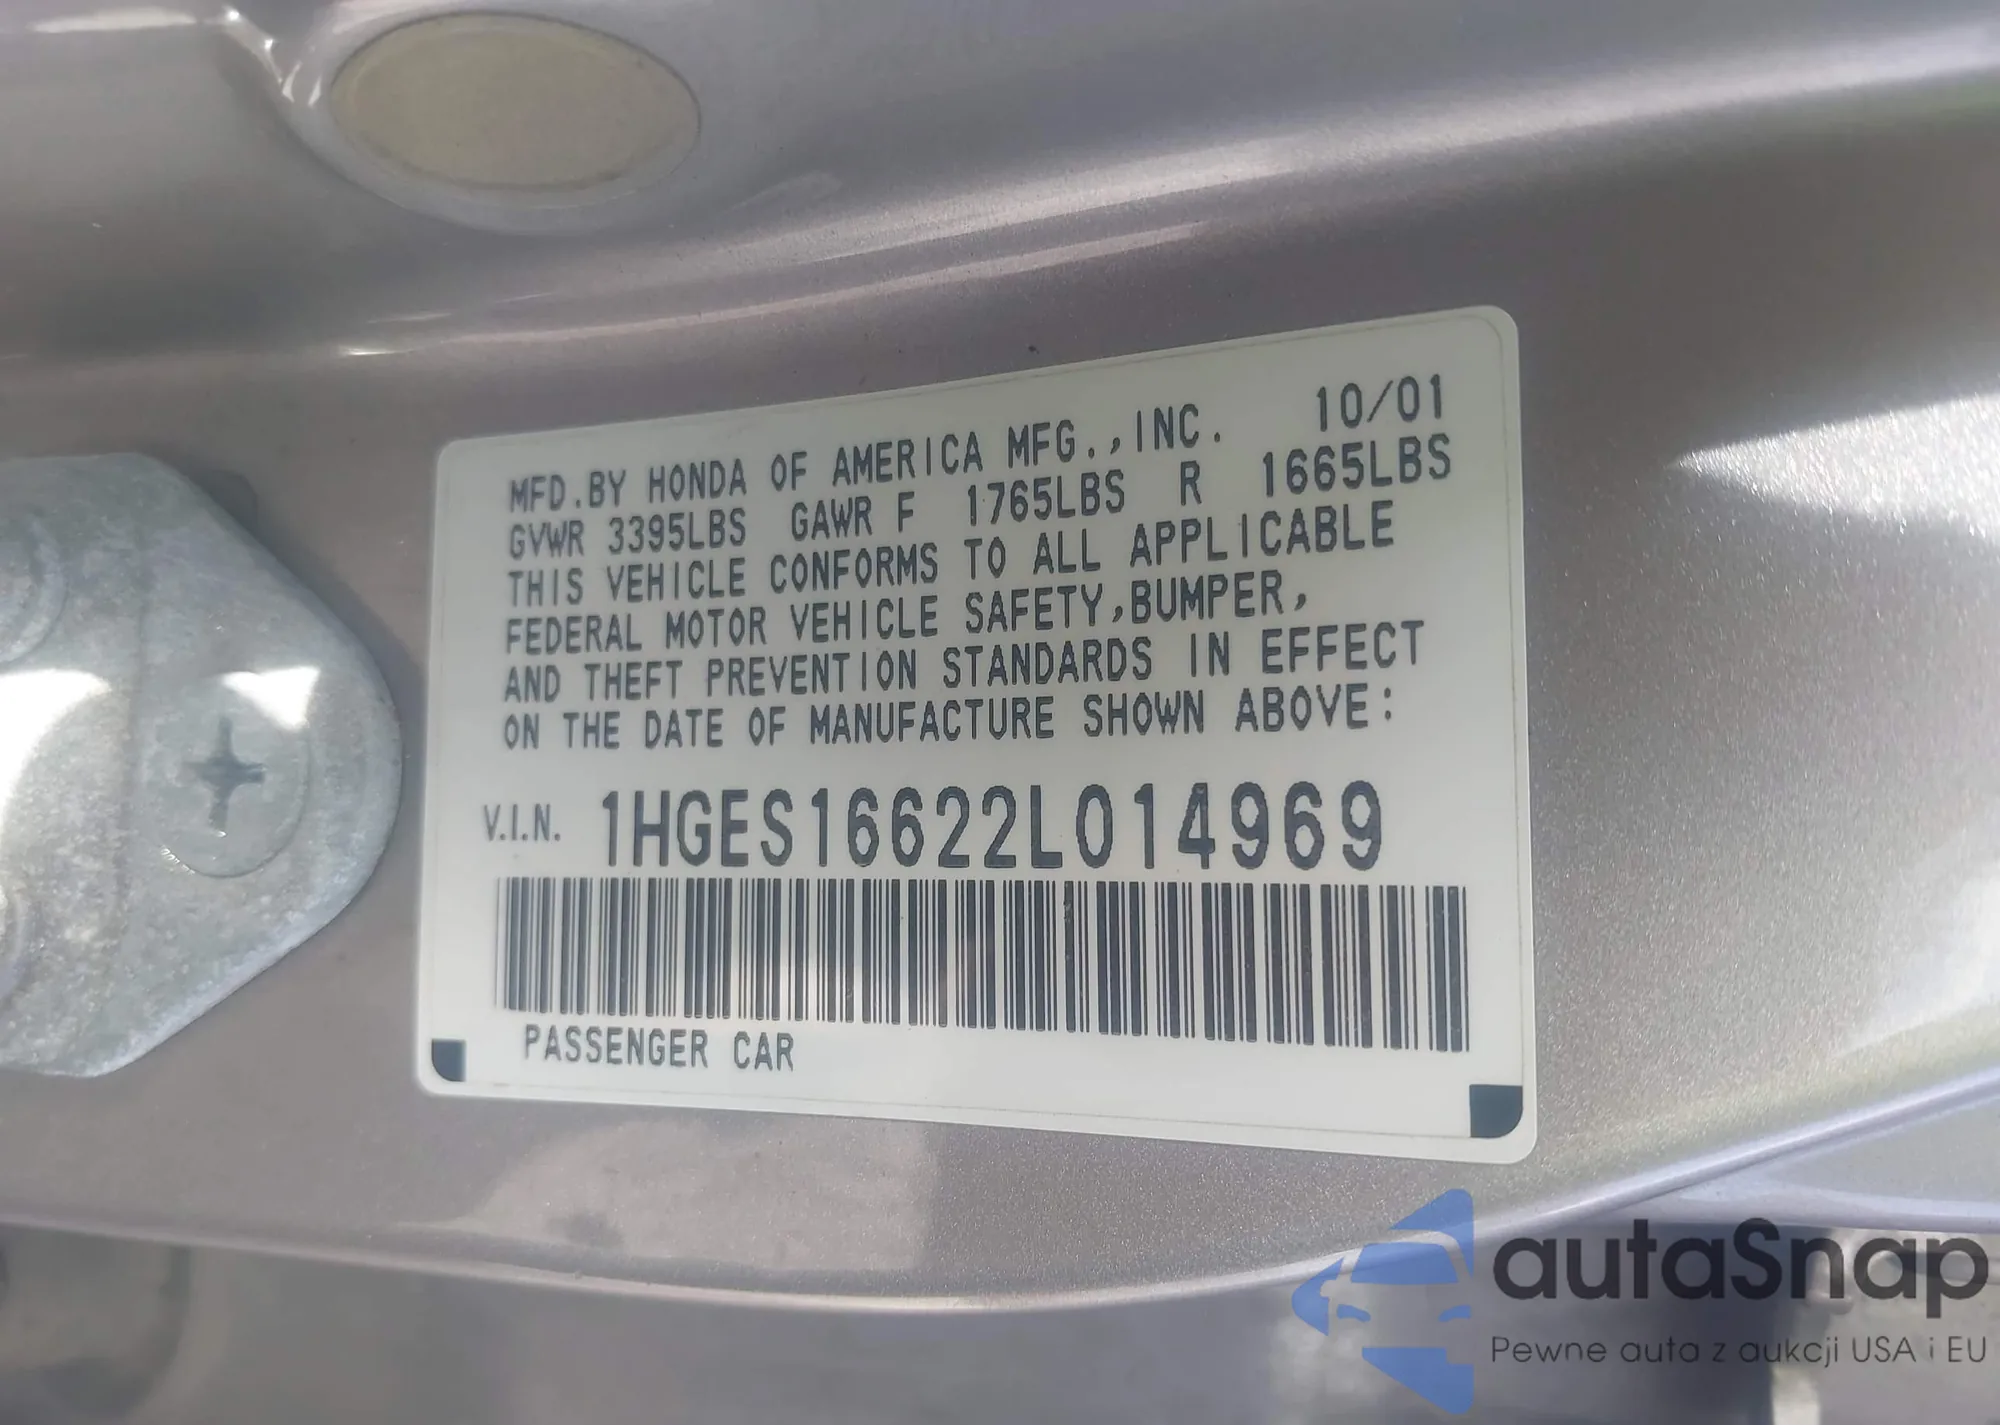 MFD.BY HONDA OF AMERICA MFG.,INC. 10/01
GVWR 3395LBS GAWR F 1765LBS R 1665LBS
THIS VEHICLE CONFORMS TO ALL APPLICABLE
FEDERAL MOTOR VEHICLE SAFETY,BUMPER,
AND THEFT PREVENTION STANDARDS IN EFFECT
ON THE DATE OF MANUFACTURE SHOWN ABOVE:
V.I.N. 1HGES16622L014969
PASSENGER CAR
autaSnap
Pewne auta z aukcji USA i EU